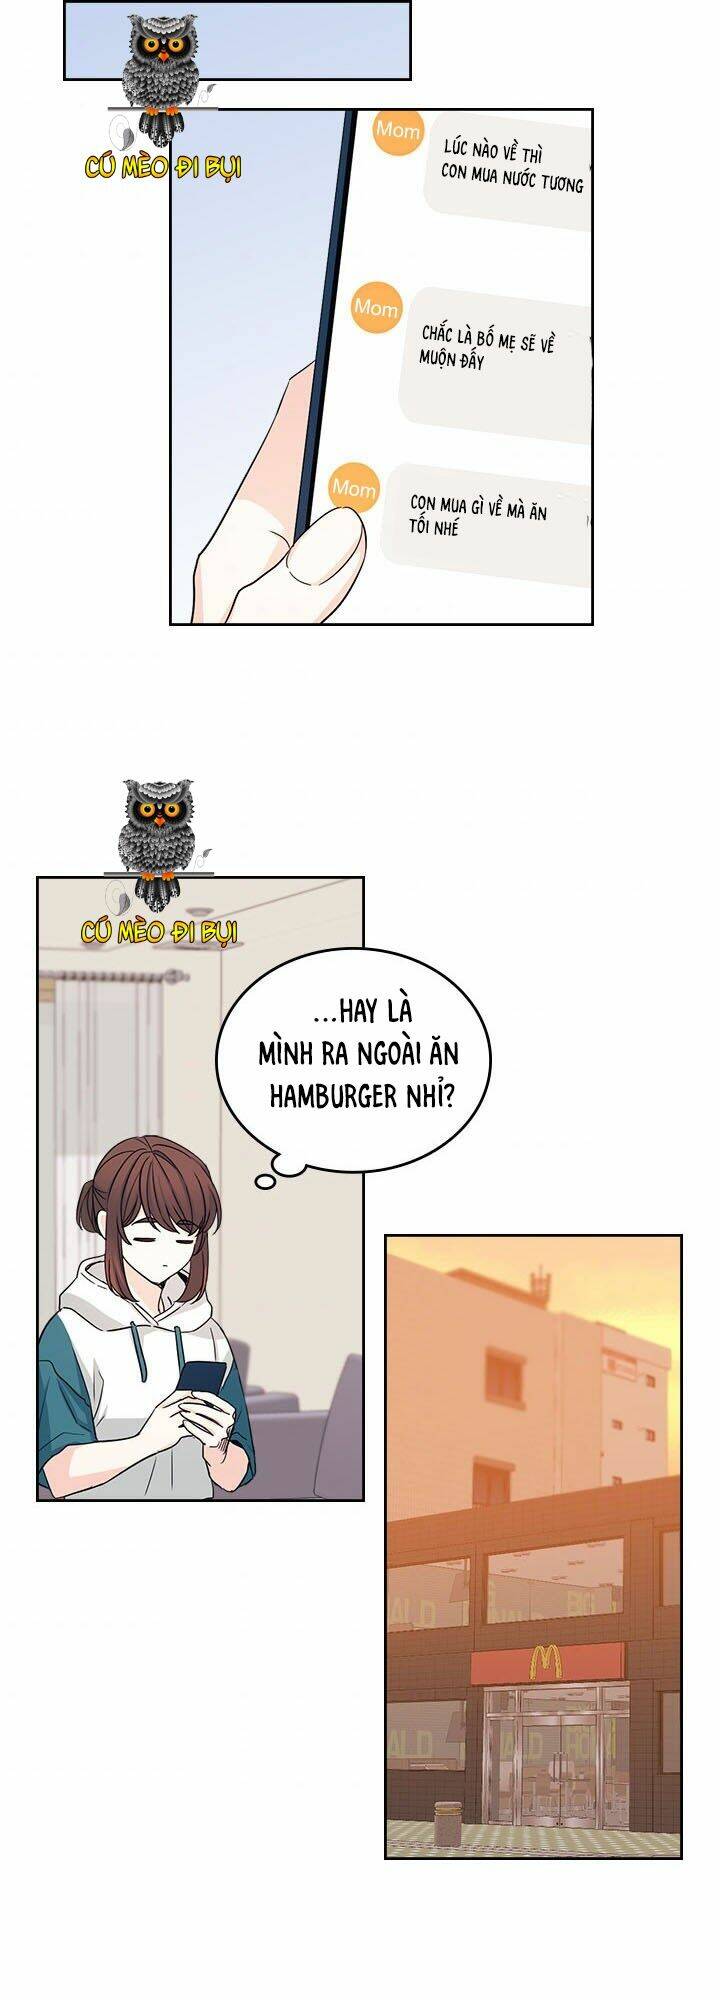 CÚ MÈO ĐI BỤI
Mom
LÚC NÀO VỀ THÌ
CON MUA NƯỚC TƯƠNG
Mom
CHẮC LÀ BỐ MẸ SẼ VỀ
MUỘN ĐẤY
Mom
CON MUA GÌ VỀ MÀ ĂN
TỐI NHÉ
CÚ MÈO ĐI BỤI
...HAY LÀ
MÌNH RA NGOÀI ĂN
HAMBURGER NHỈ?